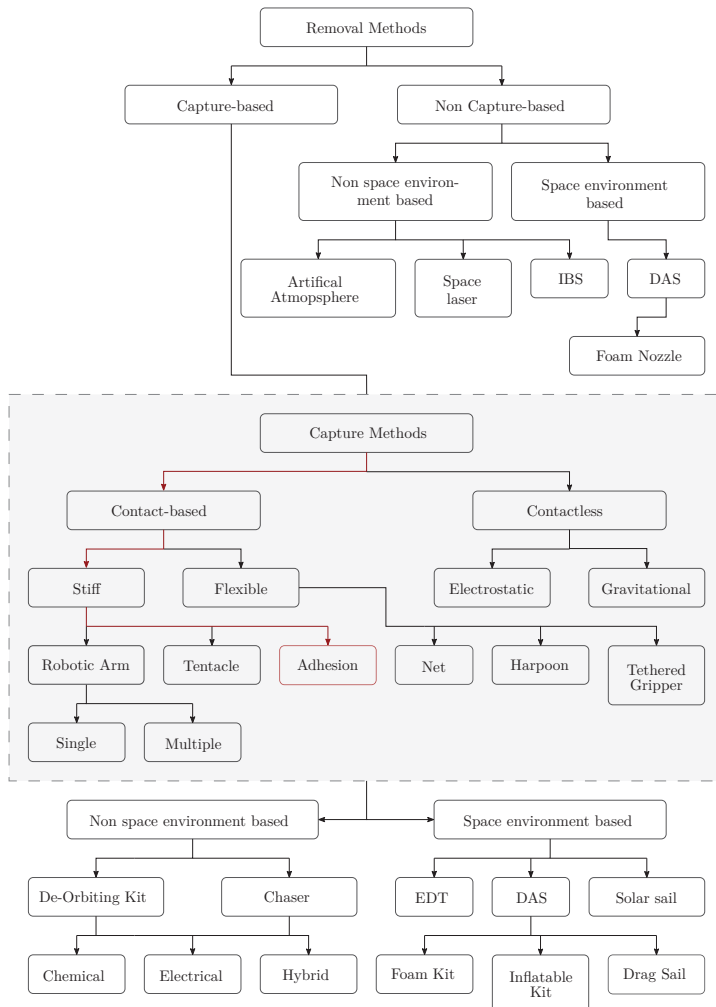 Removal Methods
Capture-based
Non Capture-based
Non space environ-
ment based
Space environment
based
Artifical
Atmopsphere
Space
laser
IBS
DAS
Foam Nozzle
Capture Methods
Contact-based
Contactless
Stiff
Flexible
Electrostatic
Gravitational
Robotic Arm
Tentacle
Adhesion
Net
Harpoon
Tethered
Gripper
Single
Multiple
Non space environment based
Space environment based
De-Orbiting Kit
Chaser
EDT
DAS
Solar sail
Chemical
Electrical
Hybrid
Foam Kit
Inflatable
Kit
Drag Sail